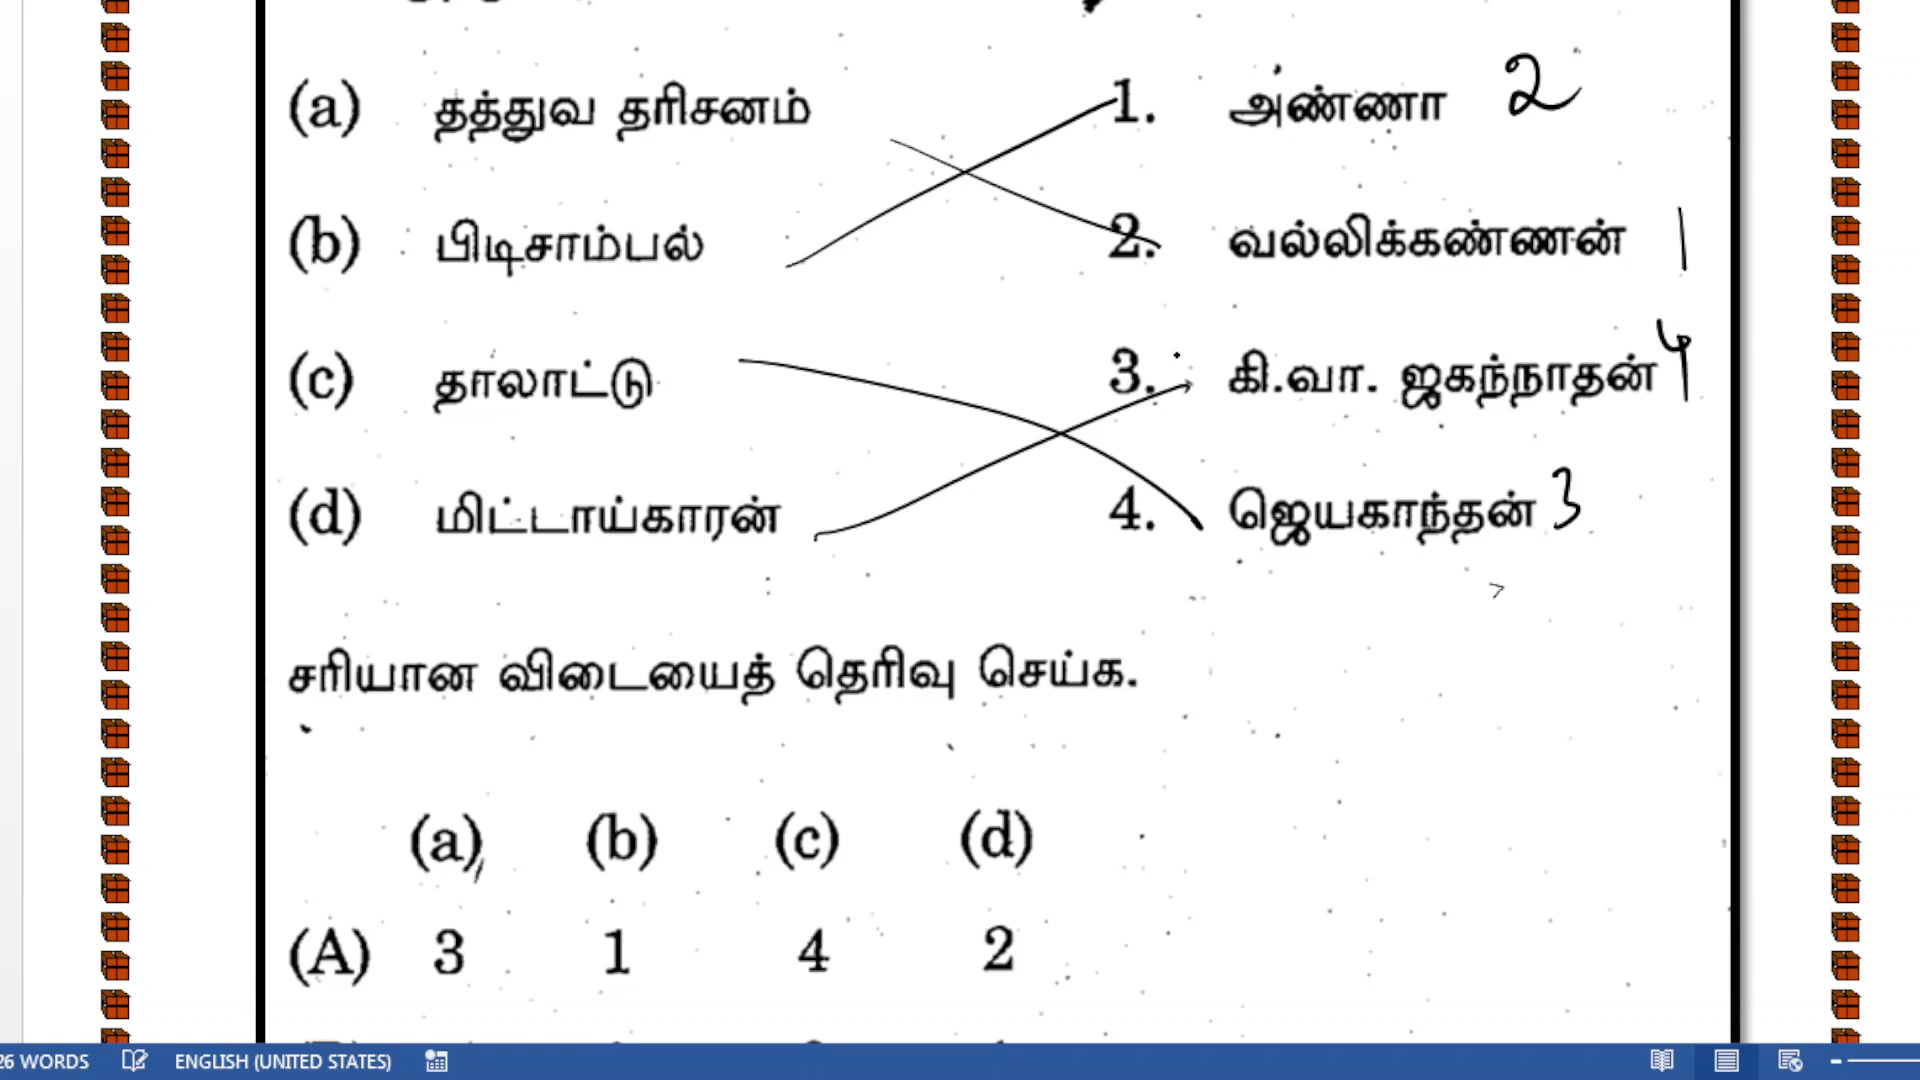 (a) தத்துவ தரிசனம் 1. அண்ணா 2
(b) பிடிசாம்பல் 2. வல்லிக்கண்ணன் 1
(c) தாலாட்டு 3. கி.வா. ஜகந்நாதன் 4
(d) மிட்டாய்காரன் 4. ஜெயகாந்தன் 3
சரியான விடையைத் தெரிவு செய்க.
(a) (b) (c) (d)
(A) 3 1 4 2
26 WORDS ENGLISH (UNITED STATES)